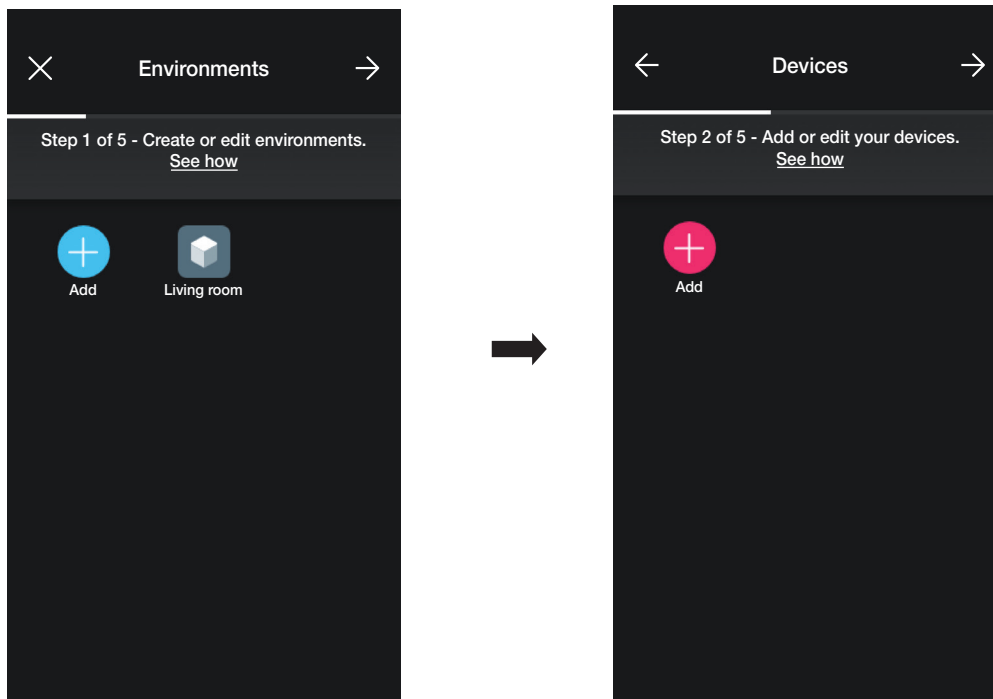 Environments
Step 1 of 5 - Create or edit environments.
See how
Add
Living room
Devices
Step 2 of 5 - Add or edit your devices.
See how
Add